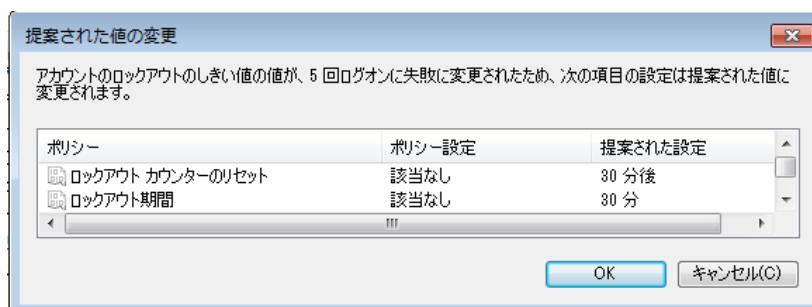 提案された値の変更
アカウントのロックアウトのしきい値の値が、5 回ログオンに失敗に変更されたため、次の項目の設定は提案された値に
変更されます。
ポリシー ポリシー設定 提案された設定
ロックアウト カウンターのリセット 該当なし 30 分後
ロックアウト期間 該当なし 30 分
OK キャンセル(C)